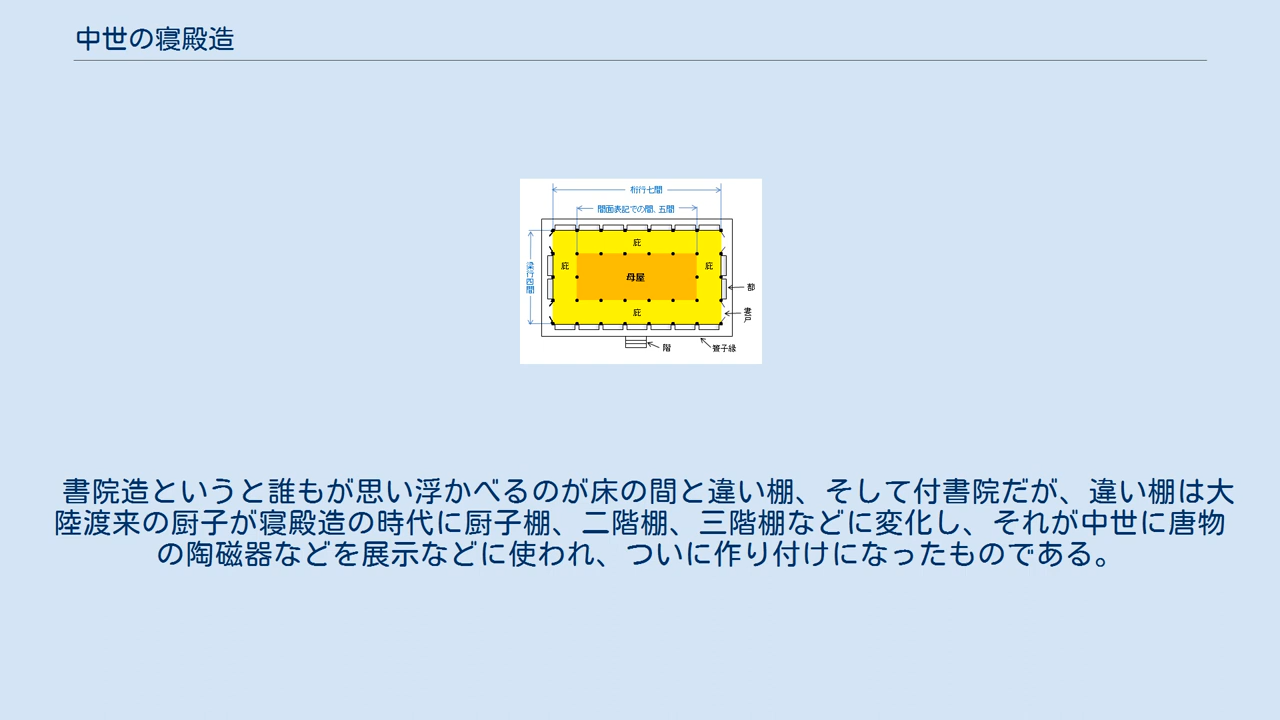 中世の寝殿造
桁行七間
間面表記での間、五間
庇
庇
庇
母屋
梁行四間
蔀
妻戸
庇
階
簀子縁
書院造というと誰もが思い浮かべるのが床の間と違い棚、そして付書院だが、違い棚は大
陸渡来の厨子が寝殿造の時代に厨子棚、二階棚、三階棚などに変化し、それが中世に唐物
の陶磁器などを展示などに使われ、ついに作り付けになったものである。